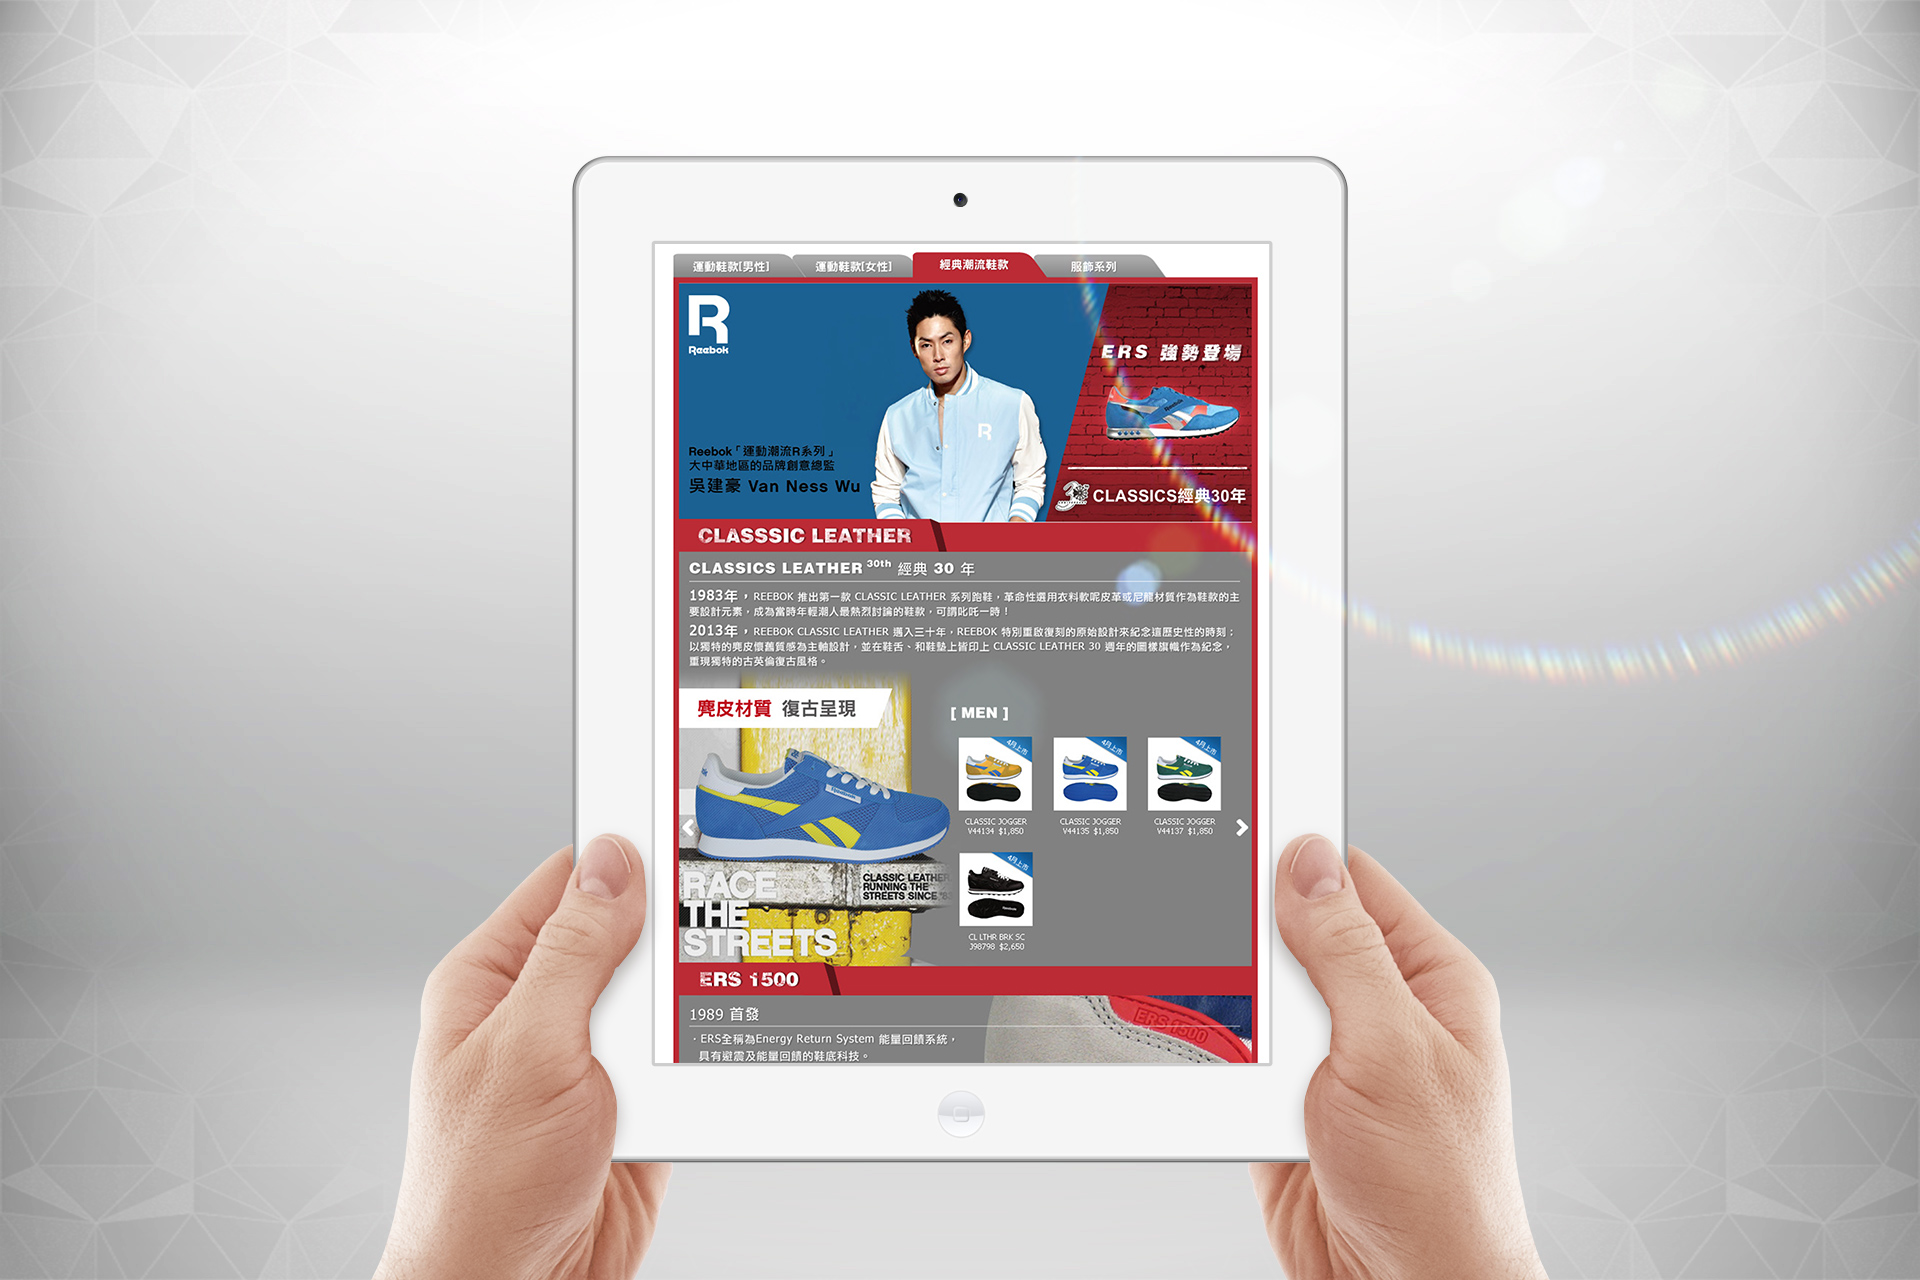 運動鞋款[男性]
運動鞋款[女性]
經典潮流鞋款
服飾系列
R
Reebok
ERS 強勢登場
Reebok
R
Reebok「運動潮流R系列」
大中華地區的品牌創意總監
吳建豪 Van Ness Wu
CLASSICS經典30年
CLASSSIC LEATHER
CLASSICS LEATHER 30th 經典 30 年
1983年，REEBOK 推出第一款 CLASSIC LEATHER 系列跑鞋，革命性選用衣料軟呢皮革或尼龍材質作為鞋款的主
要設計元素，成為當時年輕潮人最熱烈討論的鞋款，可謂叱吒一時！
2013年，REEBOK CLASSIC LEATHER 邁入三十年，REEBOK 特別重啟復刻的原始設計來紀念這歷史性的時刻；
以獨特的麂皮懷舊質感為主軸設計，並在鞋舌、和鞋墊上皆印上 CLASSIC LEATHER 30 週年的圖樣旗幟作為紀念，
重現獨特的古英倫復古風格。
麂皮材質 復古呈現
[ MEN ]
4月上市
4月上市
4月上市
Reebok
CLASSIC JOGGER
V44134 $1,850
CLASSIC JOGGER
V44135 $1,850
CLASSIC JOGGER
V44137 $1,850
4月上市
CL LTHR BRK SC
J98798 $2,650
RACE
THE
STREETS
CLASSIC LEATHER
RUNNING THE
STREETS SINCE '83
ERS 1500
1989 首發
ERS 1500
·ERS全稱為Energy Return System 能量回饋系統，
具有避震及能量回饋的鞋底科技。